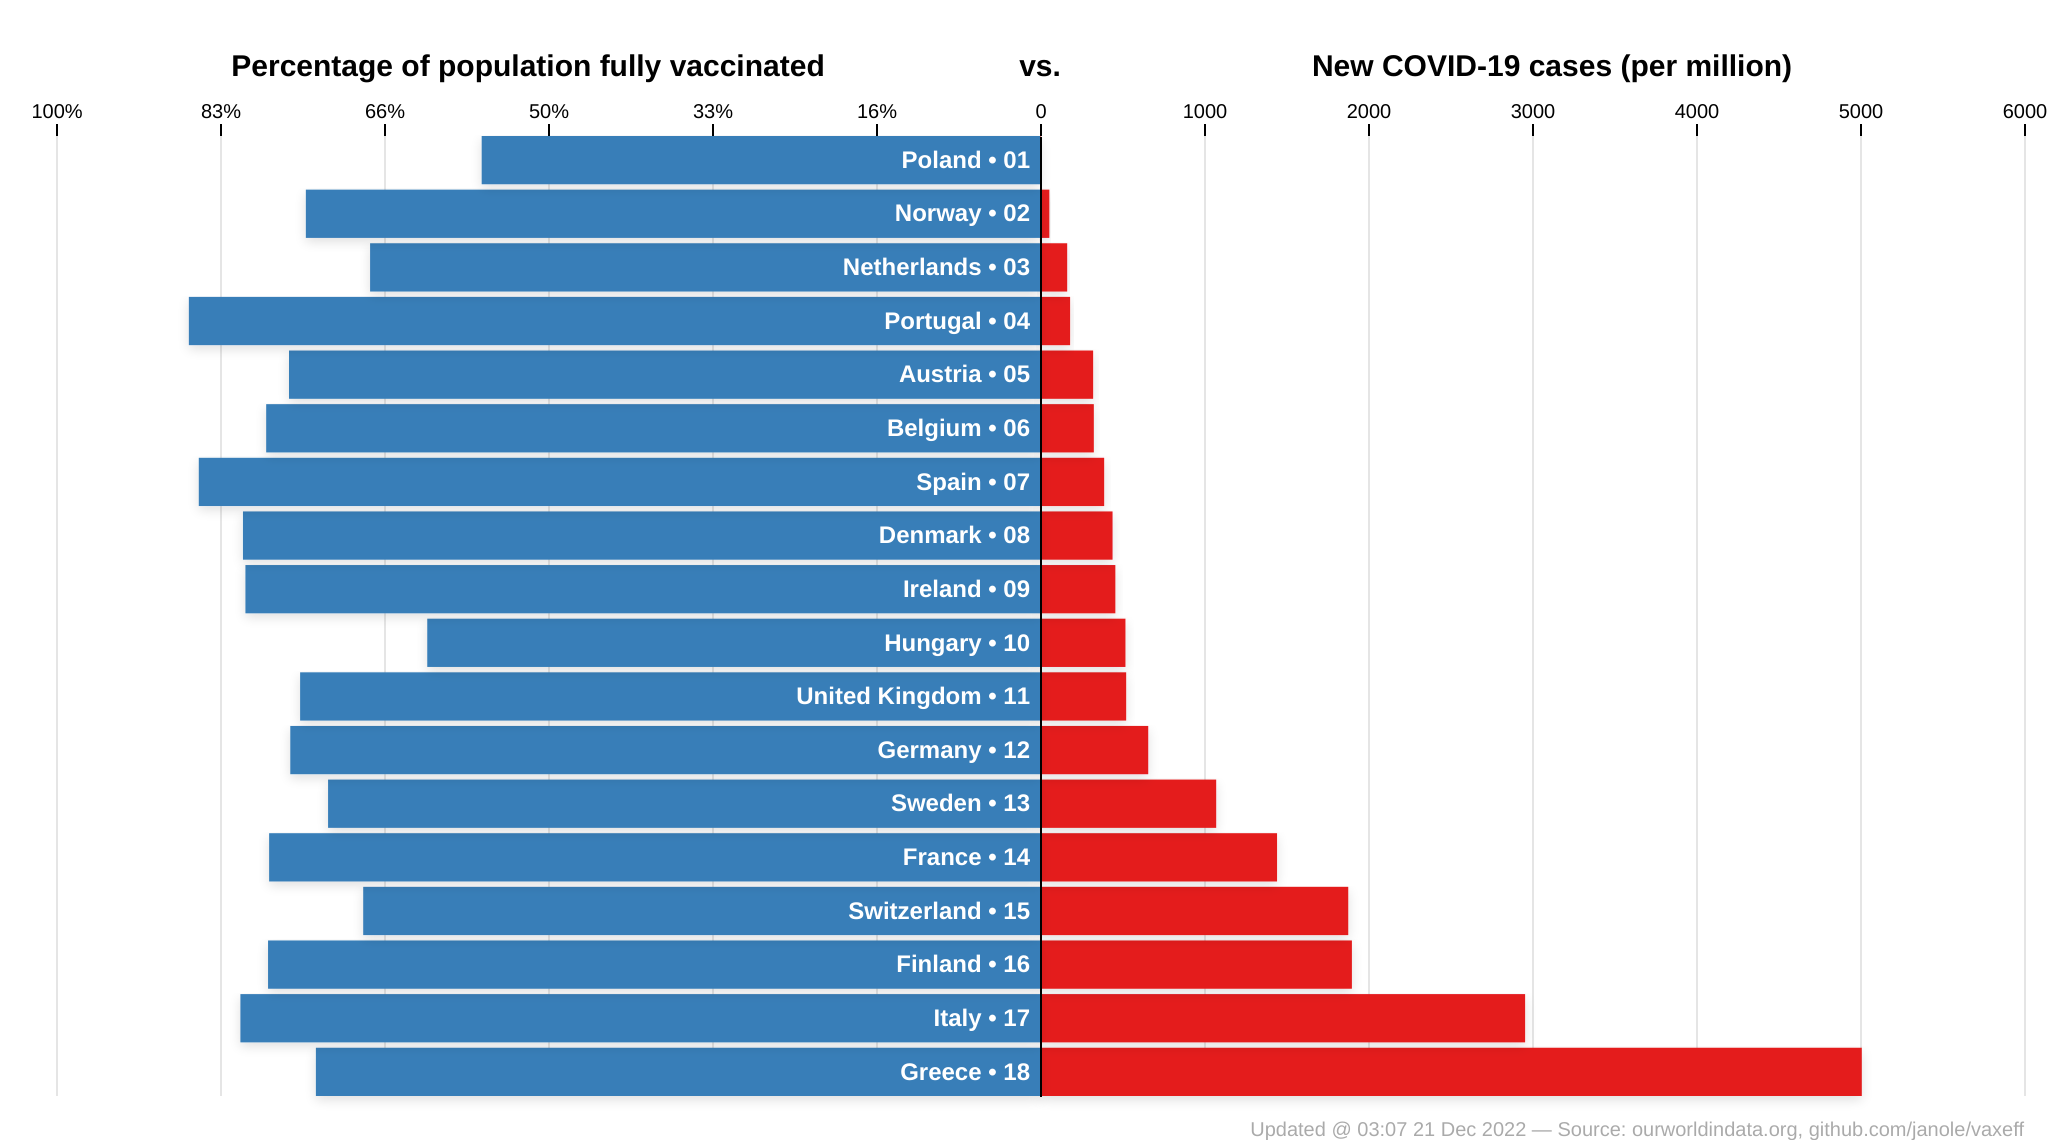 Percentage of population fully vaccinated vs. New COVID-19 cases (per million)
100% 83% 66% 50% 33% 16% 0 1000 2000 3000 4000 5000 6000
Poland • 01
Norway • 02
Netherlands • 03
Portugal • 04
Austria • 05
Belgium • 06
Spain • 07
Denmark • 08
Ireland • 09
Hungary • 10
United Kingdom • 11
Germany • 12
Sweden • 13
France • 14
Switzerland • 15
Finland • 16
Italy • 17
Greece • 18
Updated @ 03:07 21 Dec 2022 — Source: ourworldindata.org, github.com/janole/vaxeff